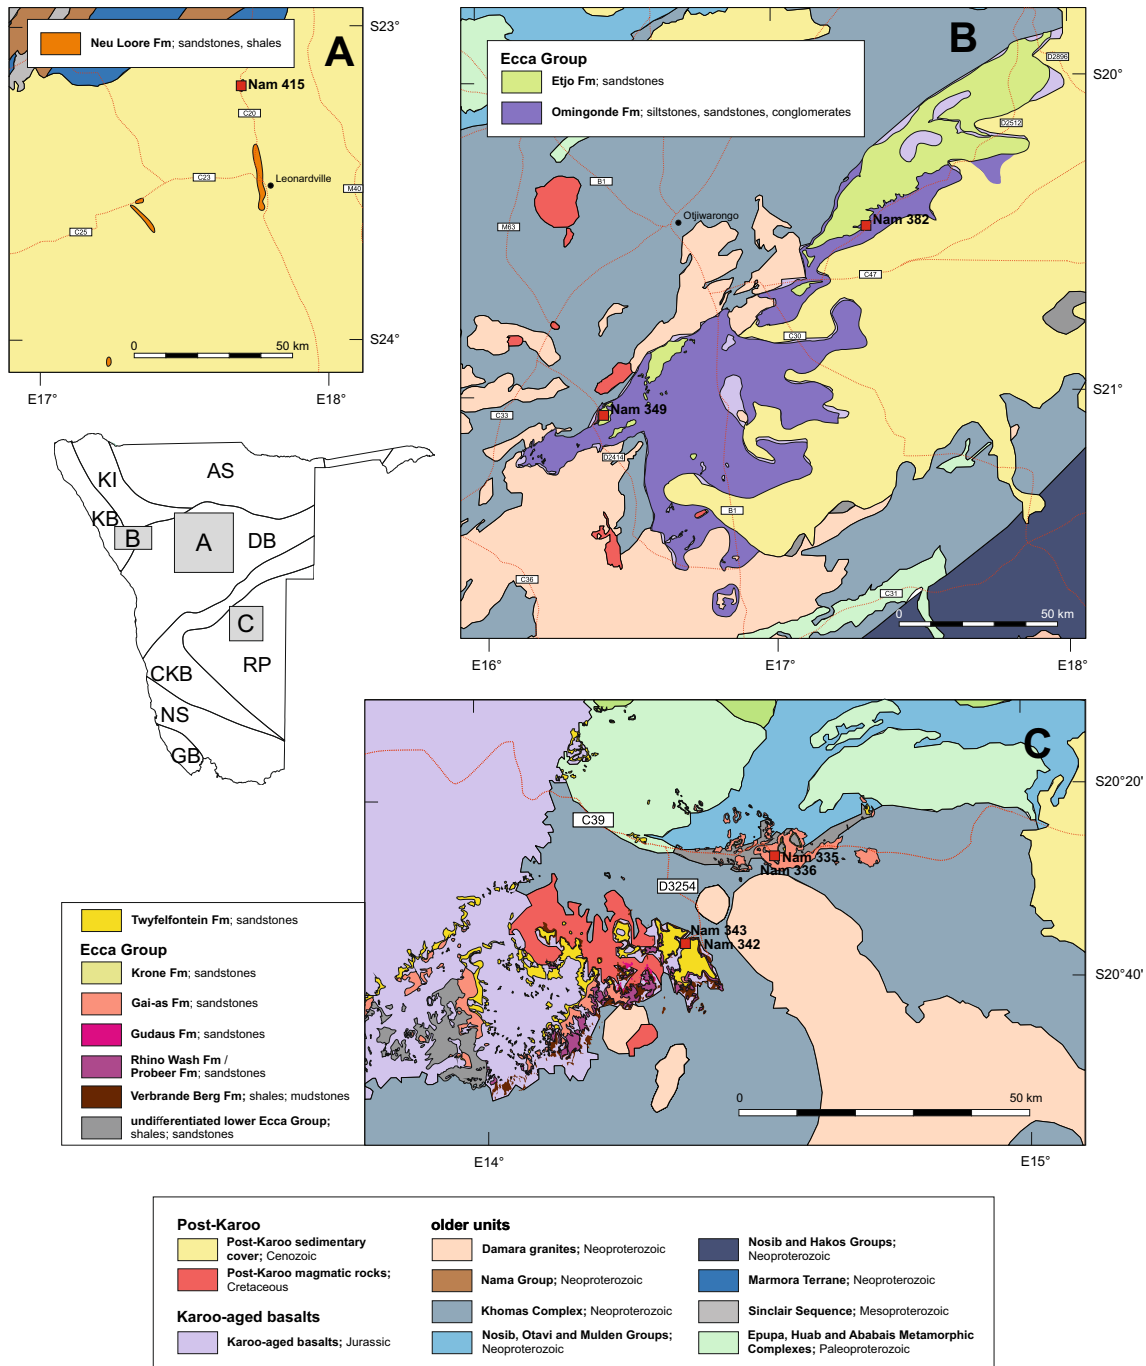 Neu Loore Fm; sandstones, shales
A
S23°
Nam 415
C20
C23
Leonardville
M40
C25
S24°
0 50 km
E17° E18°
B
Ecca Group
Etjo Fm; sandstones
Omingonde Fm; siltstones, sandstones, conglomerates
D2896
S20°
D2512
B1
Otjiwarongo
M63
Nam 382
C47
C30
S21°
C33
Nam 349
D2414
B1
C36
C31
0 50 km
E16° E17° E18°
KI
AS
KB
B
A
DB
C
CKB
RP
NS
GB
C
S20°20'
C39
Nam 335
Nam 336
D3254
Nam 343
Nam 342
S20°40'
0 50 km
E14° E15°
Twyfelfontein Fm; sandstones
Ecca Group
Krone Fm; sandstones
Gai-as Fm; sandstones
Gudaus Fm; sandstones
Rhino Wash Fm /
Probeer Fm; sandstones
Verbrande Berg Fm; shales; mudstones
undifferentiated lower Ecca Group;
shales; sandstones
Post-Karoo
Post-Karoo sedimentary
cover; Cenozoic
Post-Karoo magmatic rocks;
Cretaceous
Karoo-aged basalts
Karoo-aged basalts; Jurassic
older units
Damara granites; Neoproterozoic
Nama Group; Neoproterozoic
Khomas Complex; Neoproterozoic
Nosib, Otavi and Mulden Groups;
Neoproterozoic
Nosib and Hakos Groups;
Neoproterozoic
Marmora Terrane; Neoproterozoic
Sinclair Sequence; Mesoproterozoic
Epupa, Huab and Ababais Metamorphic
Complexes; Paleoproterozoic